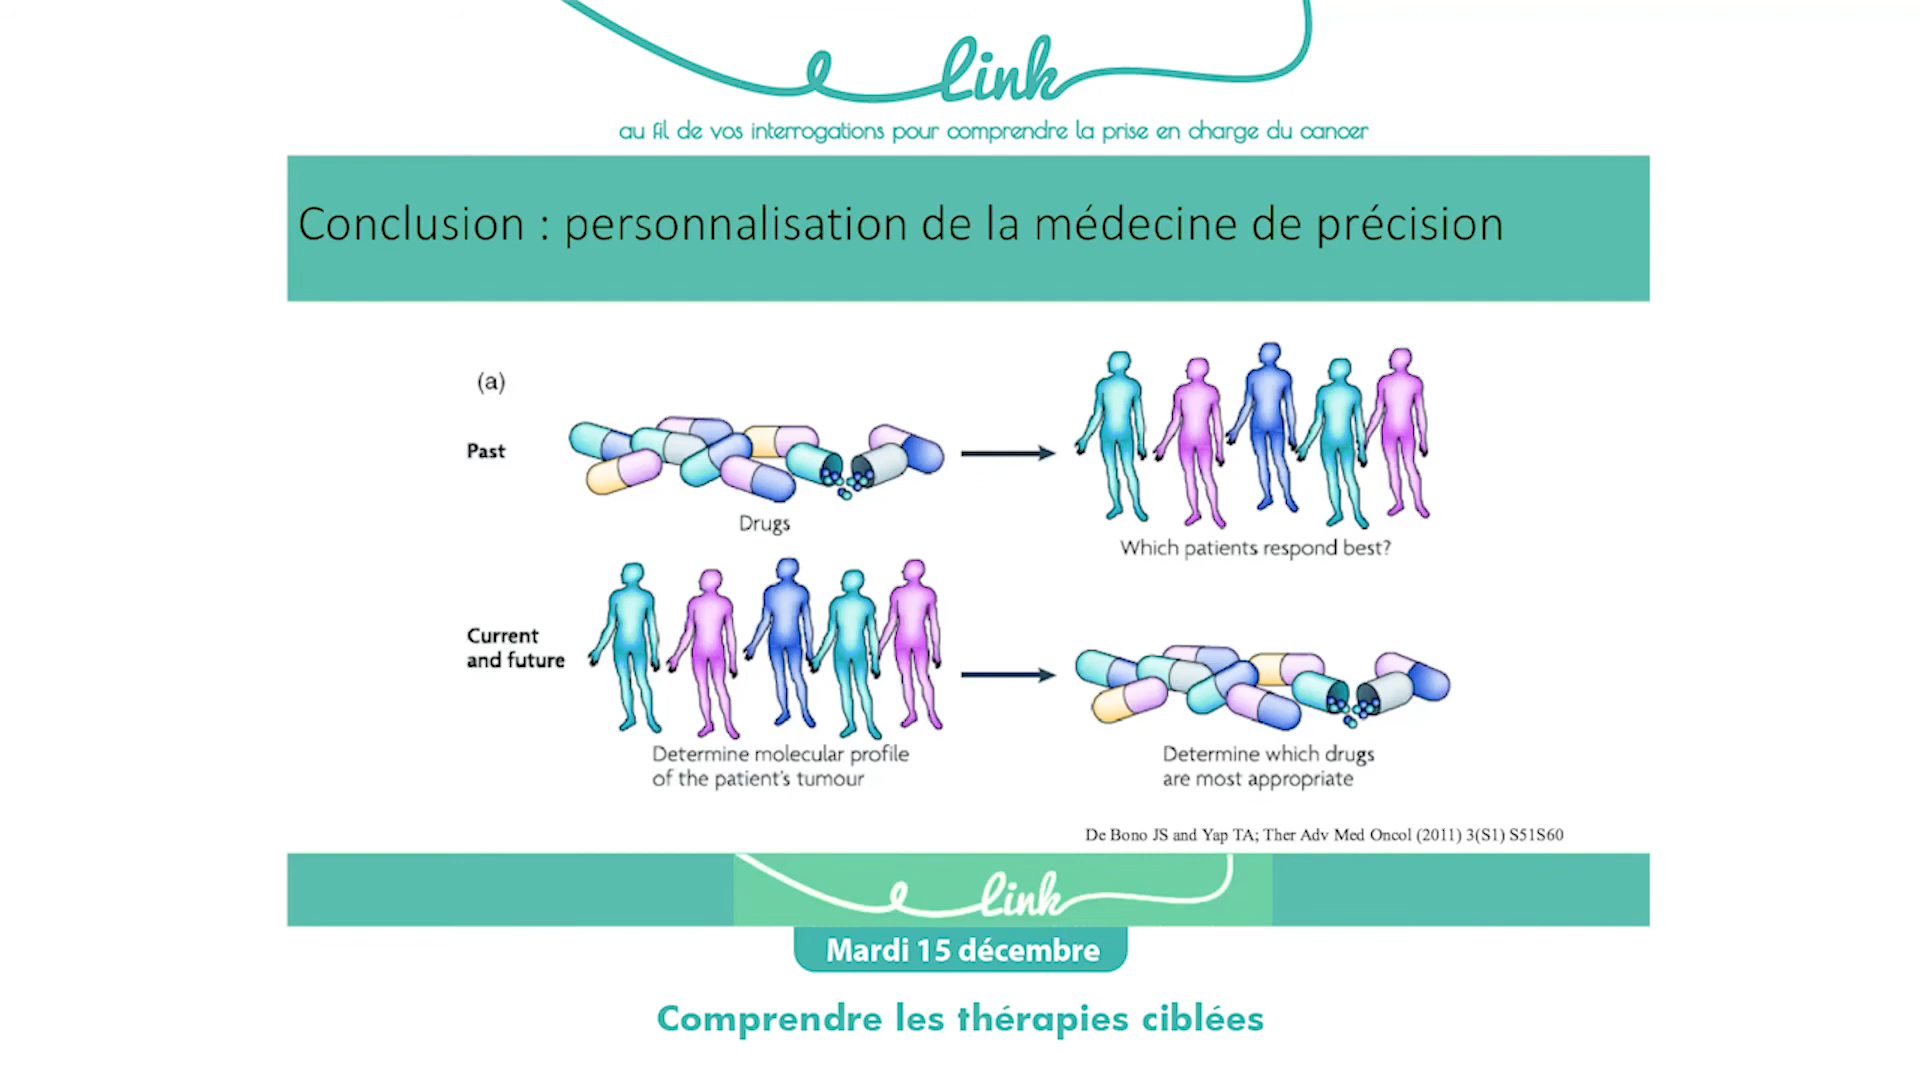 e link
au fil de vos interrogations pour comprendre la prise en charge du cancer
Conclusion : personnalisation de la médecine de précision
(a)
Past
Drugs
Which patients respond best?
Current
and future
Determine molecular profile
of the patient's tumour
Determine which drugs
are most appropriate
De Bono JS and Yap TA; Ther Adv Med Oncol (2011) 3(S1) S51S60
e link
Mardi 15 décembre
Comprendre les thérapies ciblées